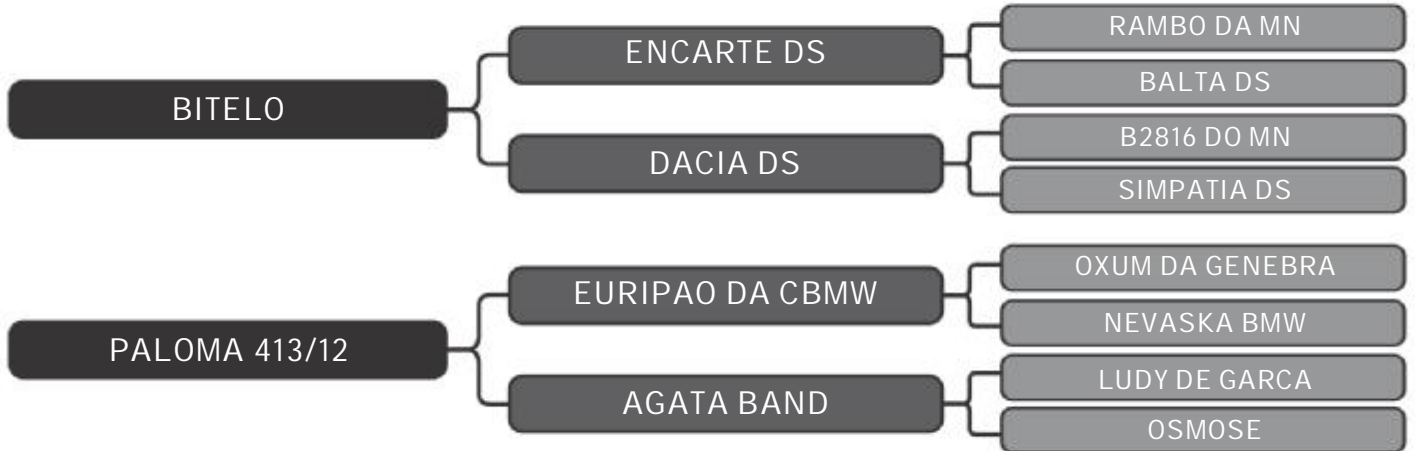 RAMBO DA MN
ENCARTE DS
BALTA DS
BITELO
B2816 DO MN
DACIA DS
SIMPATIA DS
OXUM DA GENEBRA
EURIPAO DA CBMW
NEVASKA BMW
PALOMA 413/12
LUDY DE GARCA
AGATA BAND
OSMOSE